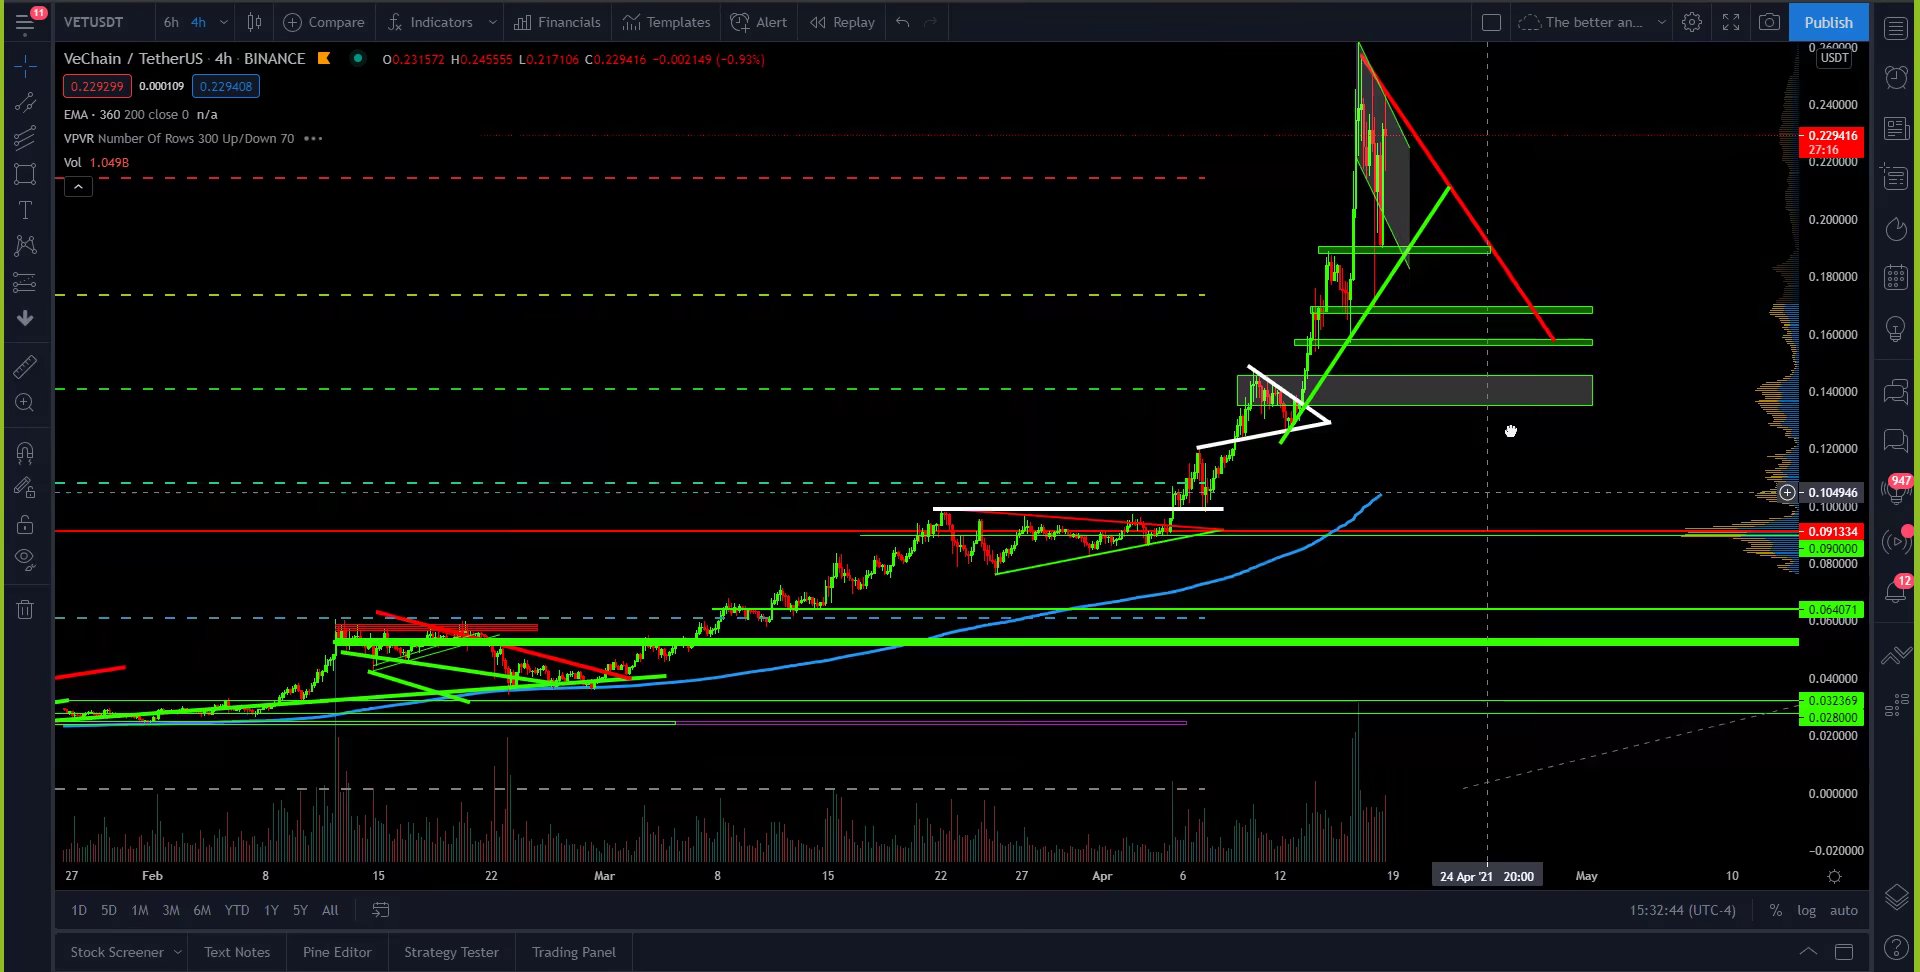 11
VETUSDT 6h 4h Compare Indicators Financials Templates Alert Replay The better an... Publish
VeChain / TetherUS · 4h · BINANCE O0.231572 H0.245555 L0.217106 C0.229416 −0.002149 (−0.93%)
0.229299 0.000109 0.229408
EMA · 360 200 close 0 n/a
VPVR Number Of Rows 300 Up/Down 70
Vol 1.049B
0.260000
USDT
0.240000
0.229416
27:16
0.220000
0.200000
0.180000
0.160000
0.140000
0.120000
0.104946
0.100000
0.091334
0.090000
0.080000
0.064071
0.060000
0.040000
0.032369
0.028000
0.020000
0.000000
−0.020000
947
12
27 Feb 8 15 22 Mar 8 15 22 27 Apr 6 12 19 24 Apr '21 20:00 May 10
1D 5D 1M 3M 6M YTD 1Y 5Y All 15:32:44 (UTC-4) % log auto
Stock Screener Text Notes Pine Editor Strategy Tester Trading Panel